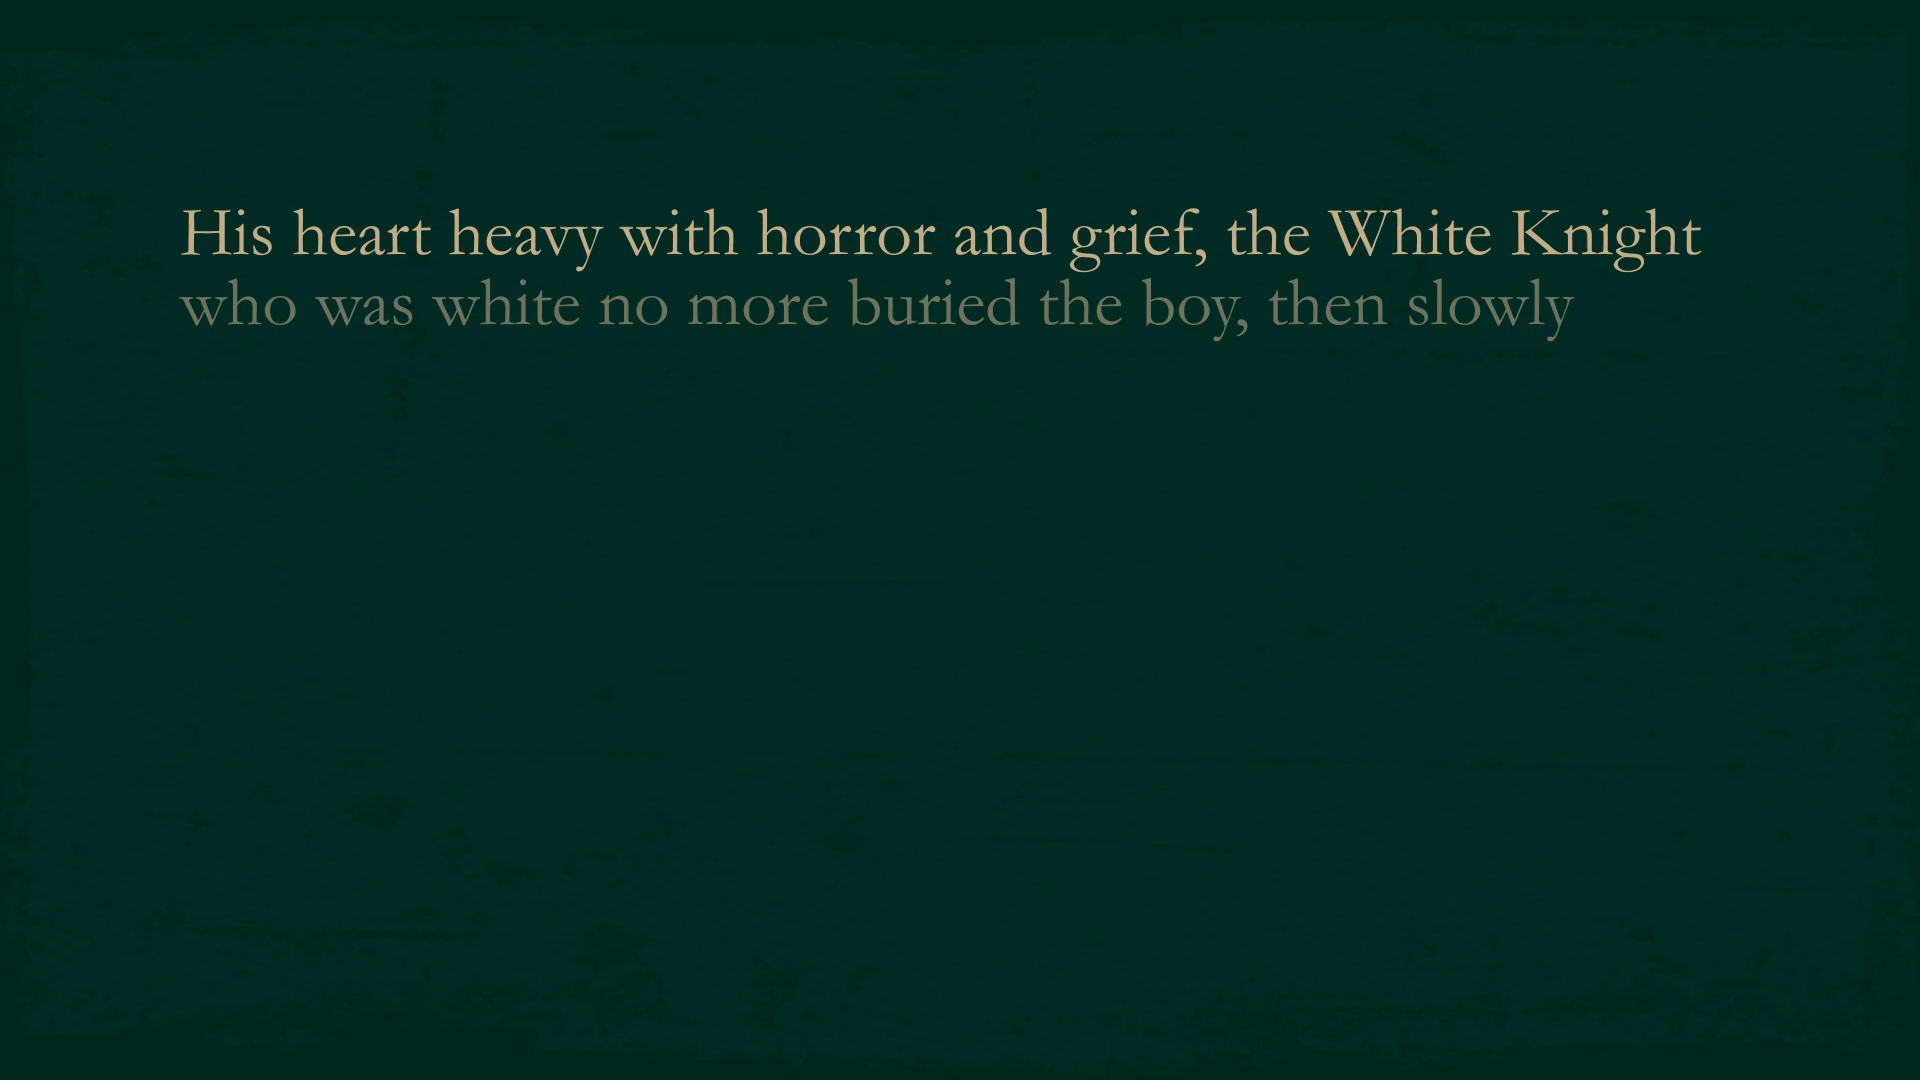 His heart heavy with horror and grief, the White Knight
who was white no more buried the boy, then slowly